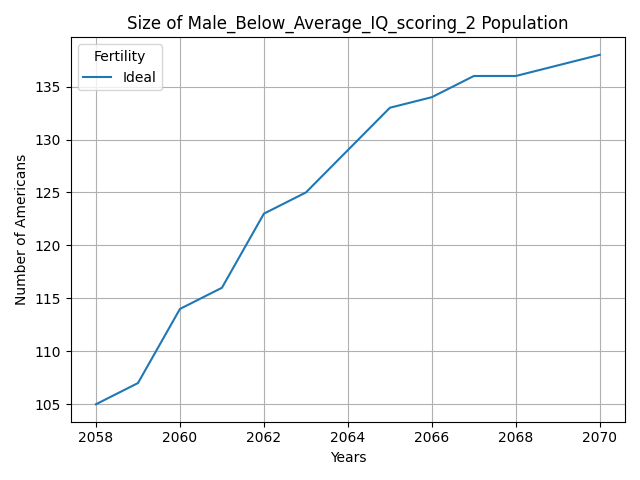 Size of Male_Below_Average_IQ_scoring_2 Population
Fertility
Ideal
Number of Americans
135
130
125
120
115
110
105
2058 2060 2062 2064 2066 2068 2070
Years